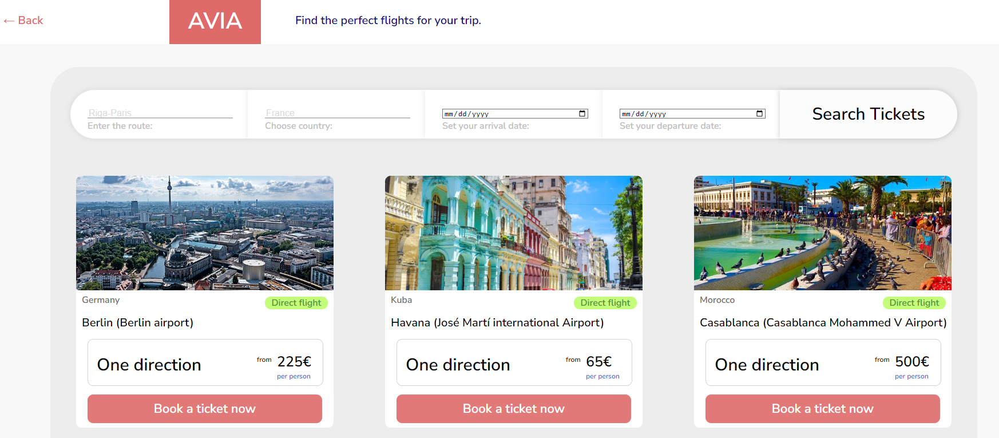 ← Back
AVIA
Find the perfect flights for your trip.
Riga-Paris
Enter the route:
France
Choose country:
mm/dd/yyyy
Set your arrival date:
mm/dd/yyyy
Set your departure date:
Search Tickets
Germany
Direct flight
Berlin (Berlin airport)
One direction
from 225€
per person
Book a ticket now
Kuba
Direct flight
Havana (José Martí international Airport)
One direction
from 65€
per person
Book a ticket now
Morocco
Direct flight
Casablanca (Casablanca Mohammed V Airport)
One direction
from 500€
per person
Book a ticket now